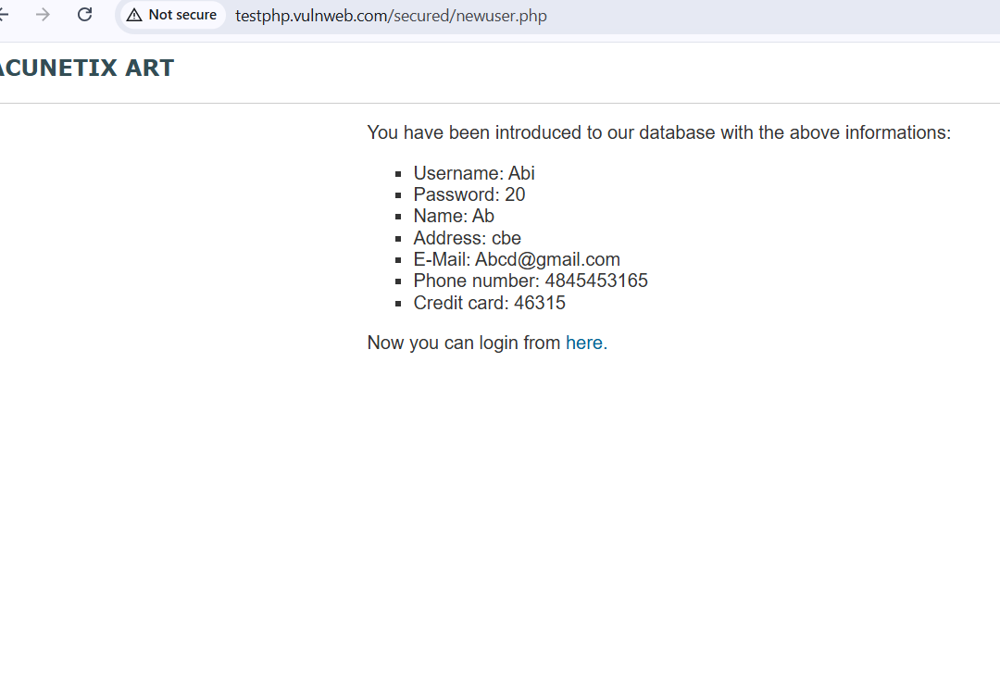 Not secure testphp.vulnweb.com/secured/newuser.php
ACUNETIX ART
You have been introduced to our database with the above informations:
Username: Abi
Password: 20
Name: Ab
Address: cbe
E-Mail: Abcd@gmail.com
Phone number: 4845453165
Credit card: 46315
Now you can login from here.